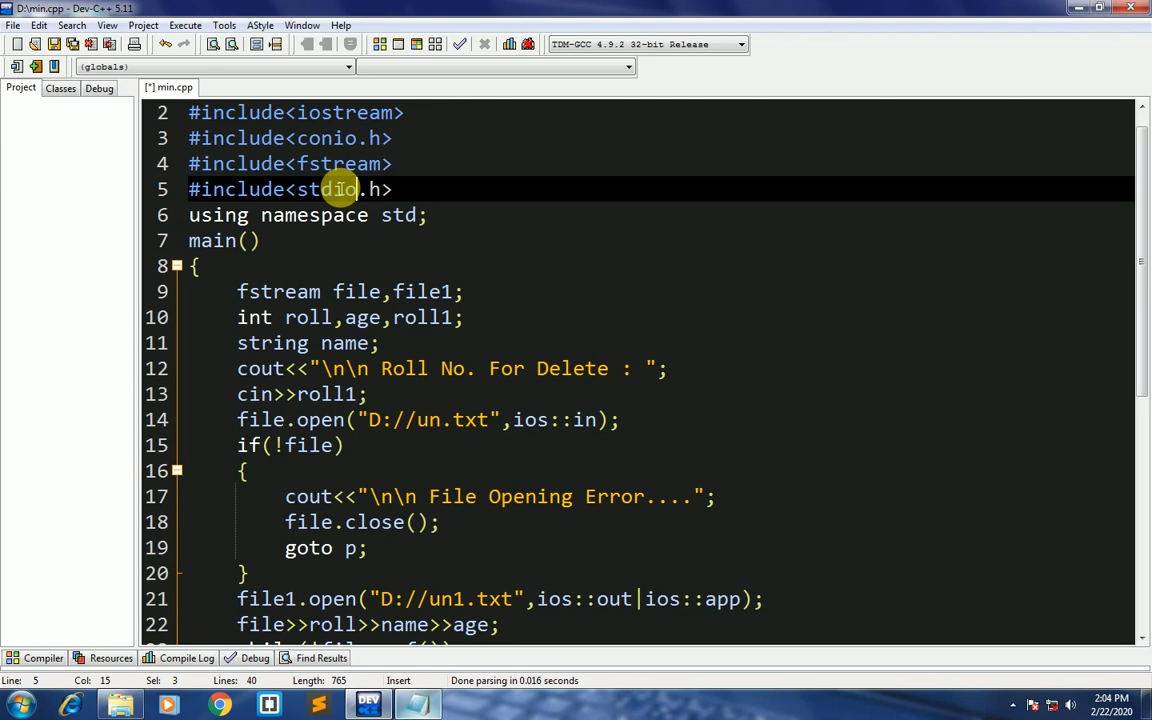 D:\min.cpp - Dev-C++ 5.11
File Edit Search View Project Execute Tools AStyle Window Help
TDM-GCC 4.9.2 32-bit Release
(globals)
Project Classes Debug [*] min.cpp
2 #include<iostream>
3 #include<conio.h>
4 #include<fstream>
5 #include<stdio.h>
6 using namespace std;
7 main()
8 {
9 fstream file,file1;
10 int roll,age,roll1;
11 string name;
12 cout<<"\n\n Roll No. For Delete : ";
13 cin>>roll1;
14 file.open("D://un.txt",ios::in);
15 if(!file)
16 {
17 cout<<"\n\n File Opening Error....";
18 file.close();
19 goto p;
20 }
21 file1.open("D://un1.txt",ios::out|ios::app);
22 file>>roll>>name>>age;
Compiler Resources Compile Log Debug Find Results
Line: 5 Col: 15 Sel: 3 Lines: 40 Length: 765 Insert Done parsing in 0.016 seconds
DEV
2:04 PM
2/22/2020